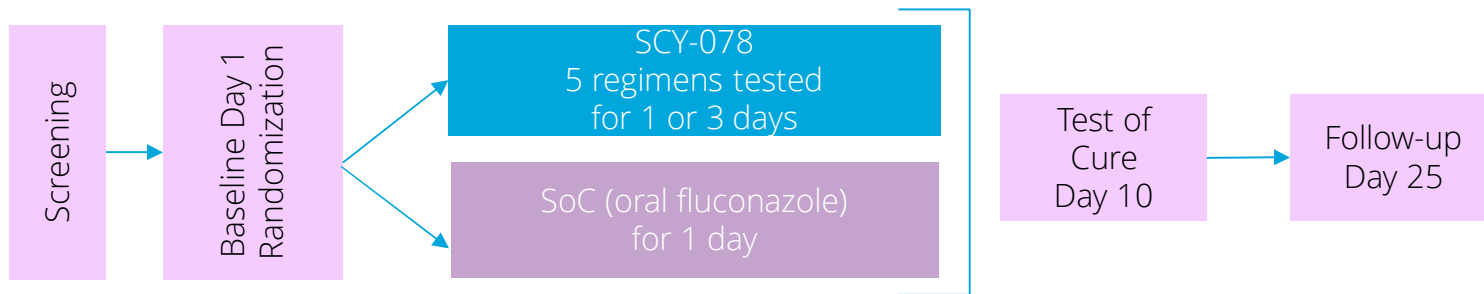 Screening
Baseline Day 1
Randomization
SCY-078
5 regimens tested
for 1 or 3 days
SoC (oral fluconazole)
for 1 day
Test of
Cure
Day 10
Follow-up
Day 25